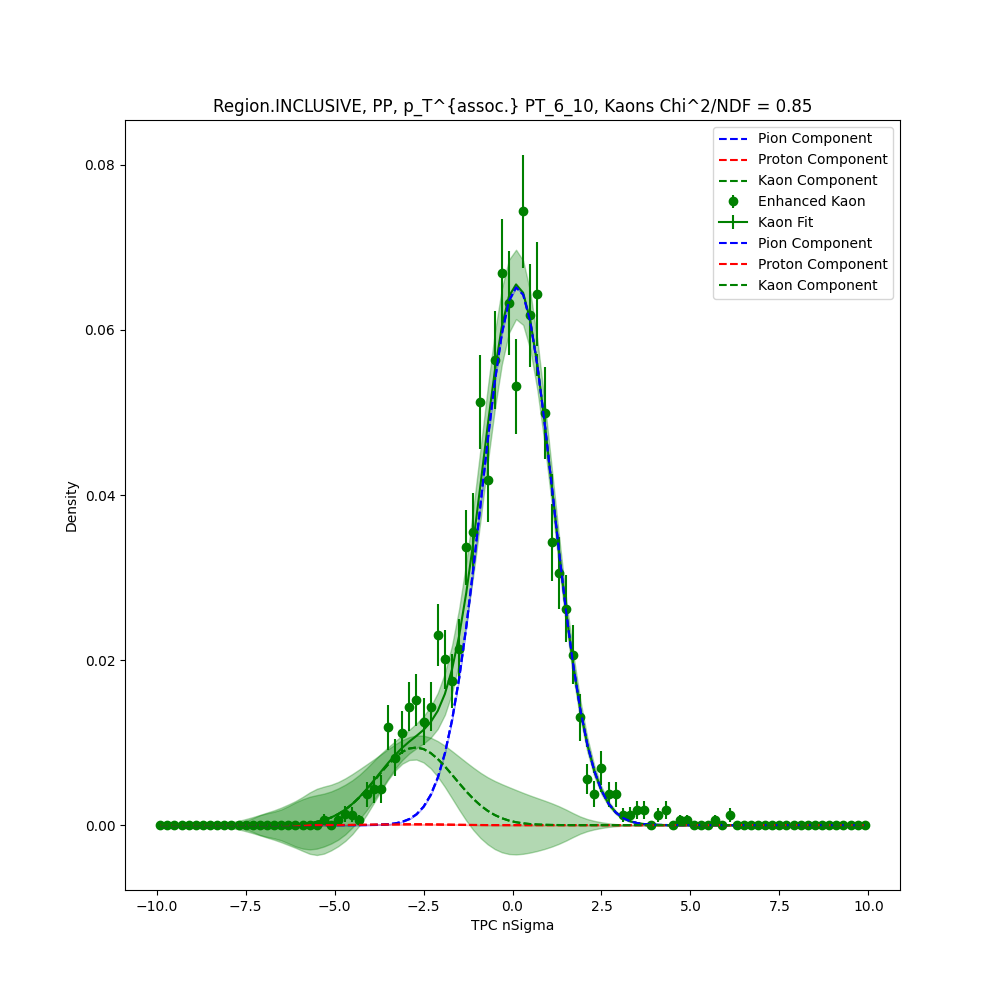 Region.INCLUSIVE, PP, p_T^{assoc.} PT_6_10, Kaons Chi^2/NDF = 0.85
Pion Component
Proton Component
Kaon Component
Enhanced Kaon
Kaon Fit
Pion Component
Proton Component
Kaon Component
0.08
0.06
0.04
0.02
0.00
Density
−10.0 −7.5 −5.0 −2.5 0.0 2.5 5.0 7.5 10.0
TPC nSigma